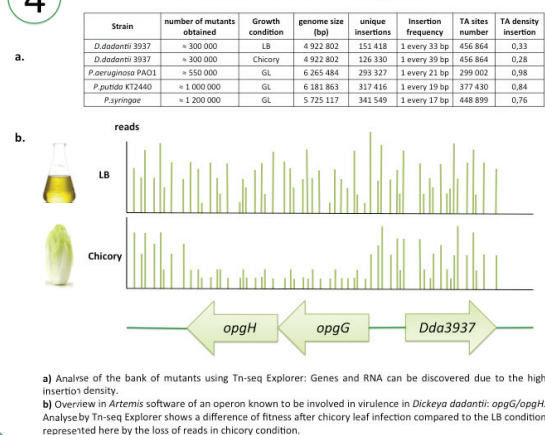 4
a.
Strain | number of mutants obtained | Growth condition | genome size (bp) | unique insertions | Insertion frequency | TA sites number | TA density insertion
D.dadantii 3937 | ≈ 300 000 | LB | 4 922 802 | 151 418 | 1 every 33 bp | 456 864 | 0,33
D.dadantii 3937 | ≈ 300 000 | Chicory | 4 922 802 | 126 330 | 1 every 39 bp | 456 864 | 0,28
P.aeruginosa PAO1 | ≈ 550 000 | GL | 6 265 484 | 293 327 | 1 every 21 bp | 299 002 | 0,98
P.putida KT2440 | ≈ 1 000 000 | GL | 6 181 863 | 317 416 | 1 every 19 bp | 377 430 | 0,84
P.syringae | ≈ 1 200 000 | GL | 5 725 117 | 341 549 | 1 every 17 bp | 448 899 | 0,76
b.
reads
LB
Chicory
opgH
opgG
Dda3937
a) Analyse of the bank of mutants using Tn-seq Explorer: Genes and RNA can be discovered due to the high
insertion density.
b) Overview in Artemis software of an operon known to be involved in virulence in Dickeya dadantii: opgG/opgH.
Analyse by Tn-seq Explorer shows a difference of fitness after chicory leaf infection compared to the LB condition
represented here by the loss of reads in chicory condition.